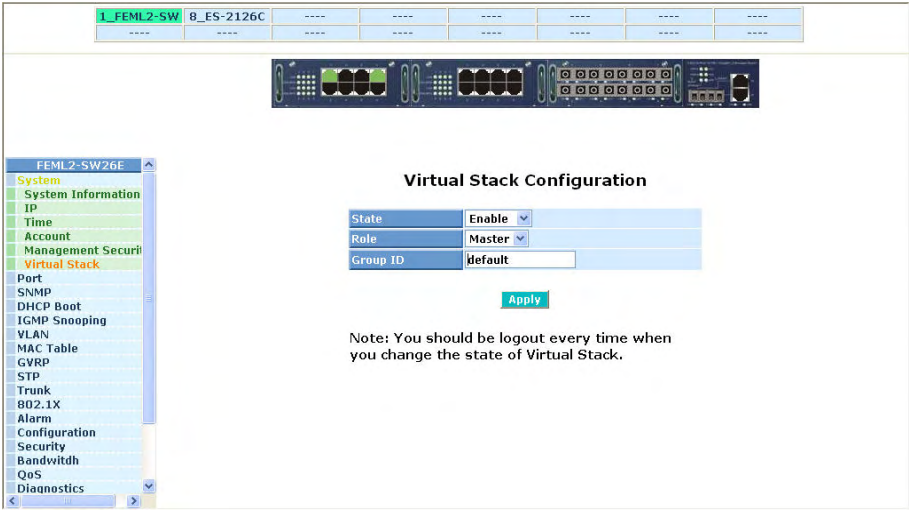 1_FEML2-SW 8_ES-2126C ---- ---- ---- ---- ---- ----
---- ---- ---- ---- ---- ---- ---- ----
FEML2-SW26E
System
System Information
IP
Time
Account
Management Securit
Virtual Stack
Port
SNMP
DHCP Boot
IGMP Snooping
VLAN
MAC Table
GVRP
STP
Trunk
802.1X
Alarm
Configuration
Security
Bandwitdh
QoS
Diagnostics
Virtual Stack Configuration
State Enable
Role Master
Group ID default
Apply
Note: You should be logout every time when
you change the state of Virtual Stack.